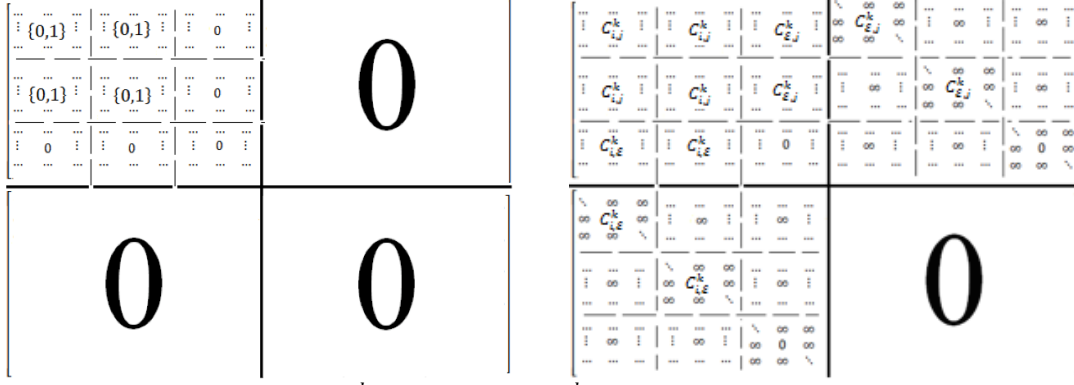 ... ... ... ... ... ... ... ... ...
⋮ {0,1} ⋮ ⋮ {0,1} ⋮ ⋮ 0 ⋮
... ... ... ... ... ... ... ... ...
... ... ... ... ... ... ... ... ...
⋮ {0,1} ⋮ ⋮ {0,1} ⋮ ⋮ 0 ⋮
... ... ... ... ... ... ... ... ...
... ... ... ... ... ... ... ... ...
⋮ 0 ⋮ ⋮ 0 ⋮ ⋮ 0 ⋮
... ... ... ... ... ... ... ... ...
0
0 0
... ... ... ... ... ... ... ... ... ⋱ ∞ ∞ ... ... ... ... ... ...
⋮ C^k_{i,j} ⋮ ⋮ C^k_{i,j} ⋮ ⋮ C^k_{ε,j} ⋮ ∞ C^k_{ε,j} ∞ ⋮ ∞ ⋮ ⋮ ∞ ⋮
... ... ... ... ... ... ... ... ... ∞ ∞ ⋱ ... ... ... ... ... ...
... ... ... ... ... ... ... ... ... ... ... ... ⋱ ∞ ∞ ... ... ...
⋮ C^k_{i,j} ⋮ ⋮ C^k_{i,j} ⋮ ⋮ C^k_{ε,j} ⋮ ⋮ ∞ ⋮ ∞ C^k_{ε,j} ∞ ⋮ ∞ ⋮
... ... ... ... ... ... ... ... ... ... ... ... ∞ ∞ ⋱ ... ... ...
... ... ... ... ... ... ... ... ... ... ... ... ... ... ... ⋱ ∞ ∞
⋮ C^k_{i,ε} ⋮ ⋮ C^k_{i,ε} ⋮ ⋮ 0 ⋮ ⋮ ∞ ⋮ ⋮ ∞ ⋮ ∞ 0 ∞
... ... ... ... ... ... ... ... ... ... ... ... ... ... ... ∞ ∞ ⋱
⋱ ∞ ∞ ... ... ... ... ... ...
∞ C^k_{i,ε} ∞ ⋮ ∞ ⋮ ⋮ ∞ ⋮
∞ ∞ ⋱ ... ... ... ... ... ...
... ... ... ⋱ ∞ ∞ ... ... ...
⋮ ∞ ⋮ ∞ C^k_{i,ε} ∞ ⋮ ∞ ⋮
... ... ... ∞ ∞ ⋱ ... ... ...
... ... ... ... ... ... ⋱ ∞ ∞
⋮ ∞ ⋮ ⋮ ∞ ⋮ ∞ 0 ∞
... ... ... ... ... ... ∞ ∞ ⋱
0